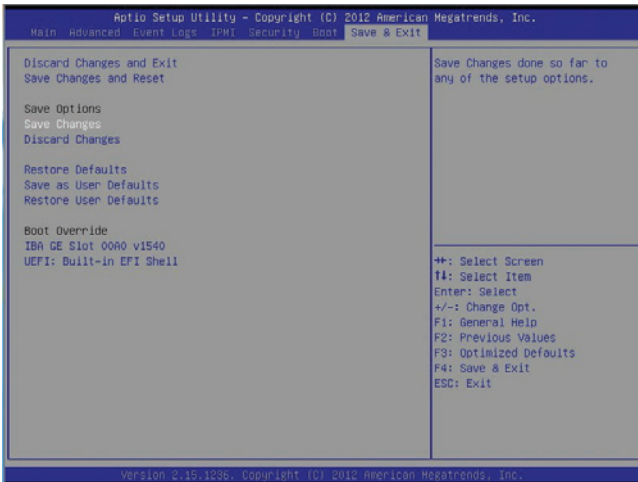 Aptio Setup Utility - Copyright (C) 2012 American Megatrends, Inc.
Main Advanced Event Logs IPMI Security Boot Save & Exit
Discard Changes and Exit
Save Changes and Reset
Save Options
Save Changes
Discard Changes
Restore Defaults
Save as User Defaults
Restore User Defaults
Boot Override
IBA GE Slot 00A0 v1540
UEFI: Built-in EFI Shell
Save Changes done so far to
any of the setup options.
→←: Select Screen
↑↓: Select Item
Enter: Select
+/-: Change Opt.
F1: General Help
F2: Previous Values
F3: Optimized Defaults
F4: Save & Exit
ESC: Exit
Version 2.15.1236. Copyright (C) 2012 American Megatrends, Inc.